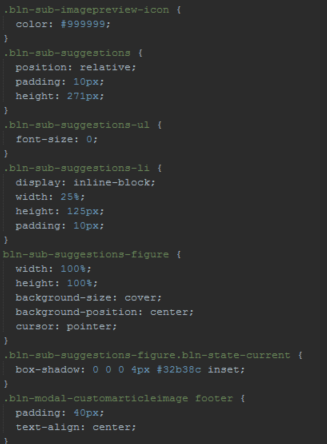 .bln-sub-imagepreview-icon {
color: #999999;
}
.bln-sub-suggestions {
position: relative;
padding: 10px;
height: 271px;
}
.bln-sub-suggestions-ul {
font-size: 0;
}
.bln-sub-suggestions-li {
display: inline-block;
width: 25%;
height: 125px;
padding: 10px;
}
bln-sub-suggestions-figure {
width: 100%;
height: 100%;
background-size: cover;
background-position: center;
cursor: pointer;
}
.bln-sub-suggestions-figure.bln-state-current {
box-shadow: 0 0 0 4px #32b38c inset;
}
.bln-modal-customarticleimage footer {
padding: 40px;
text-align: center;
}